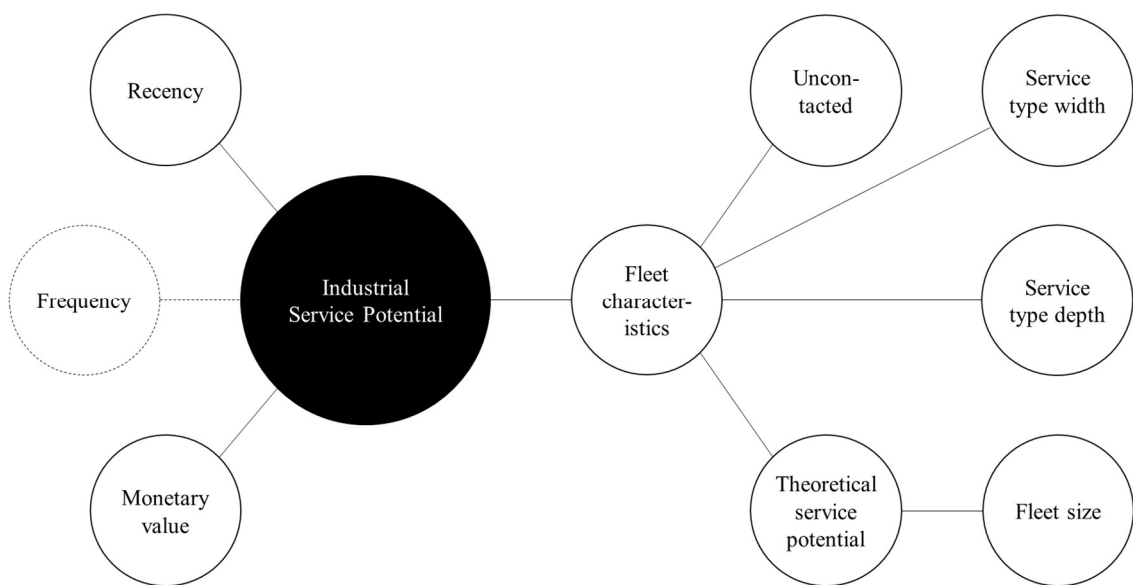 Recency
Uncon-
tacted
Service
type width
Frequency
Industrial
Service Potential
Fleet
character-
istics
Service
type depth
Monetary
value
Theoretical
service
potential
Fleet size